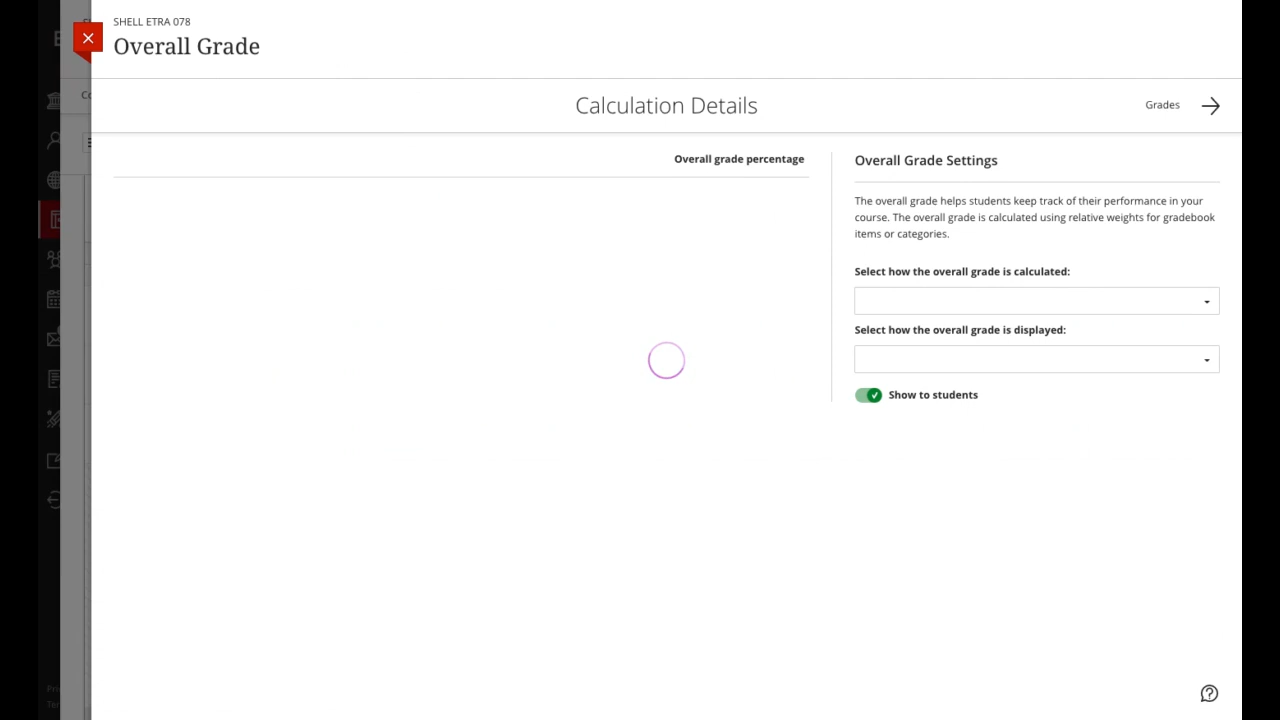 SHELL ETRA 078
Overall Grade
Calculation Details
Grades
Overall grade percentage
Overall Grade Settings
The overall grade helps students keep track of their performance in your
course. The overall grade is calculated using relative weights for gradebook
items or categories.
Select how the overall grade is calculated:
Select how the overall grade is displayed:
Show to students